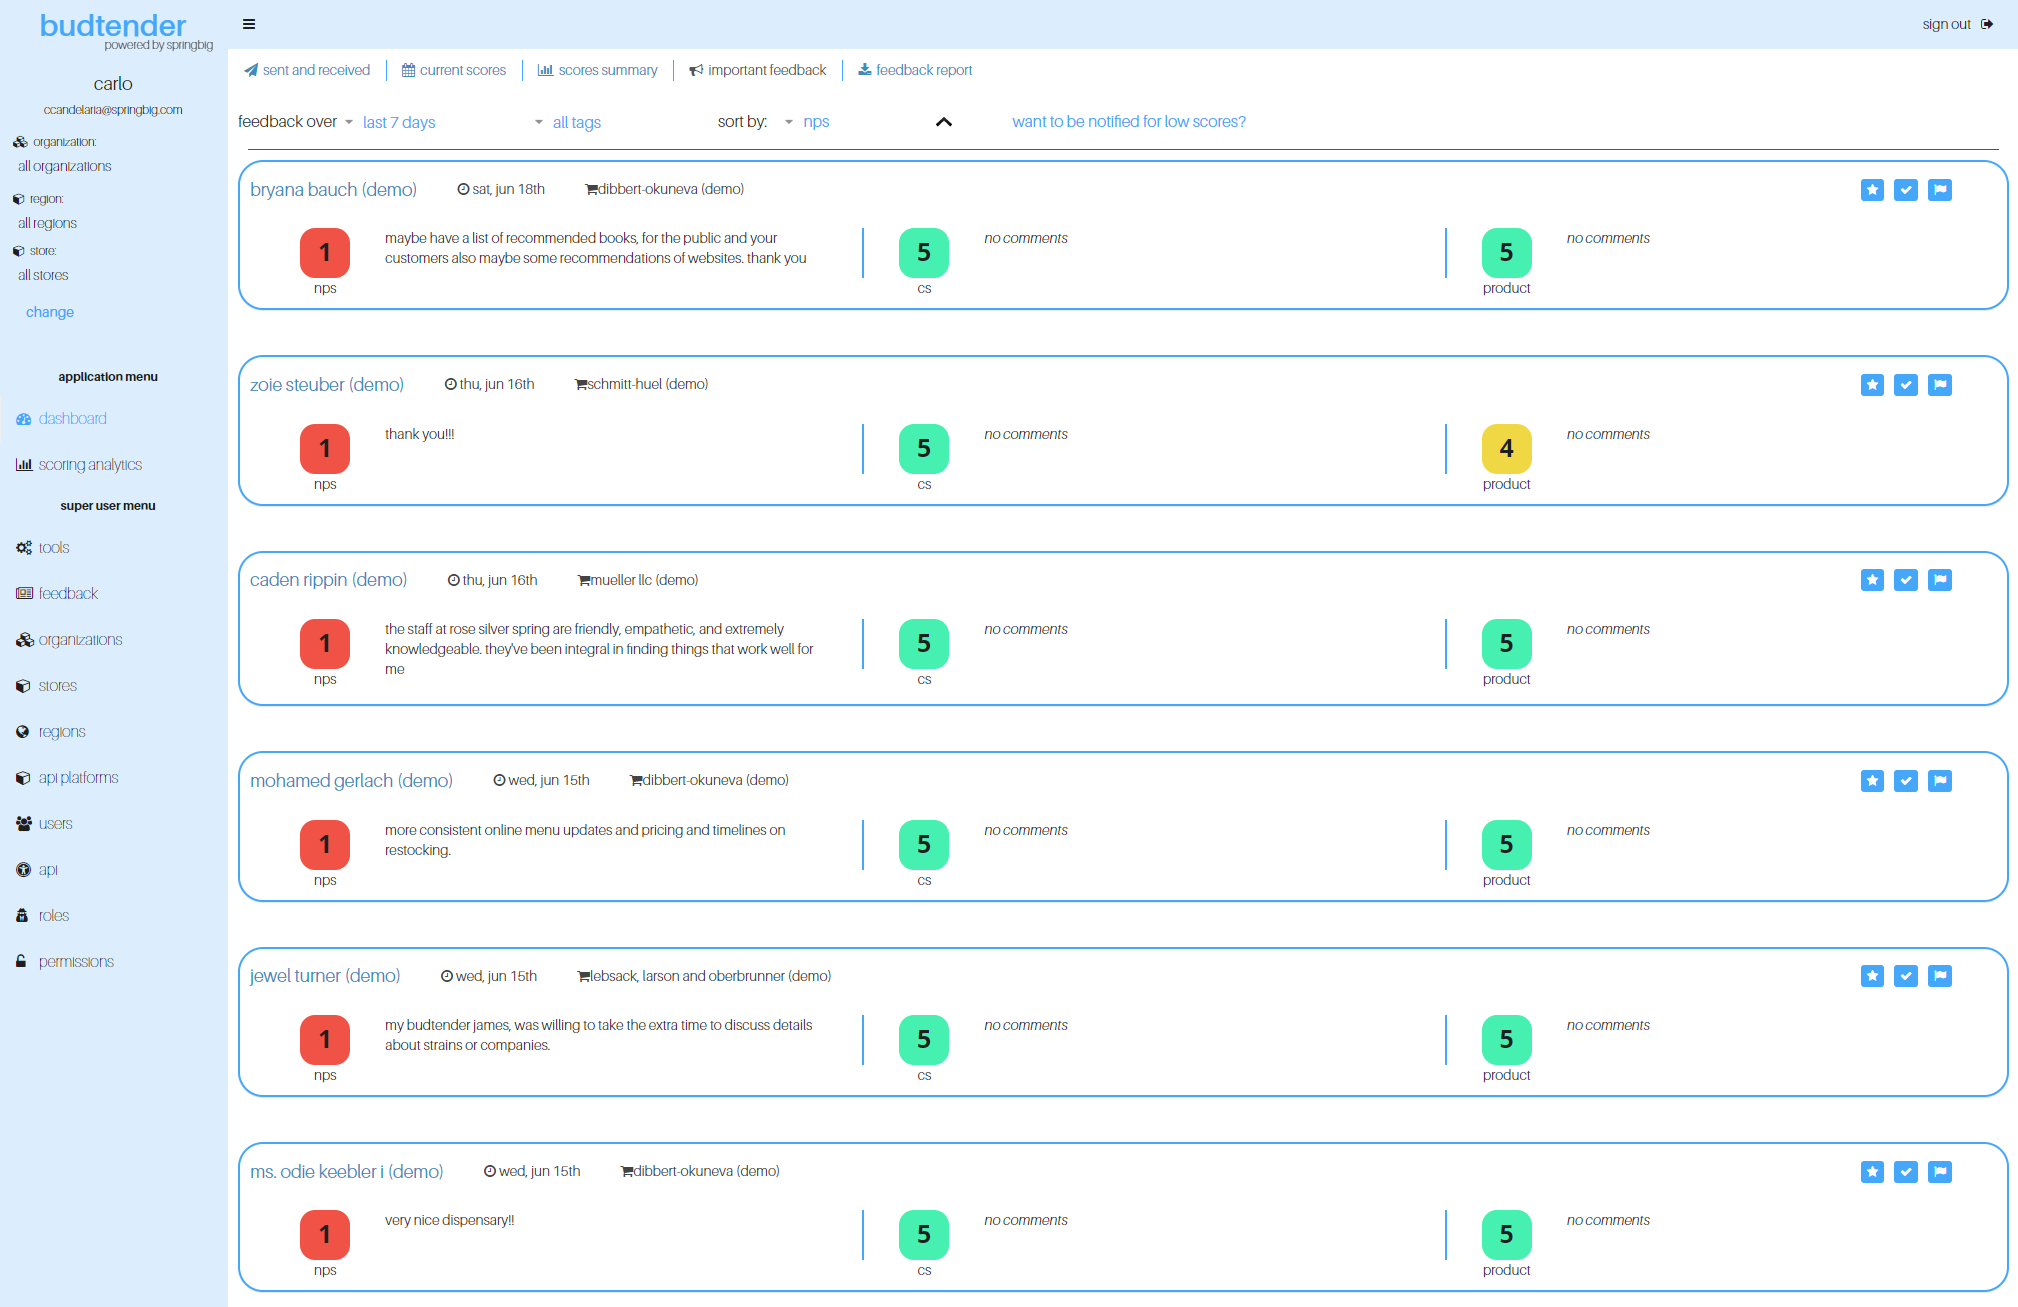 budtender
powered by springbig
sign out
carlo
ccandelaria@springbig.com
organization:
all organizations
region:
all regions
store:
all stores
change
application menu
dashboard
scoring analytics
super user menu
tools
feedback
organizations
stores
regions
api platforms
users
api
roles
permissions
sent and received
current scores
scores summary
important feedback
feedback report
feedback over last 7 days all tags sort by: nps want to be notified for low scores?
bryana bauch (demo) sat, jun 18th dibbert-okuneva (demo)
1
nps
maybe have a list of recommended books, for the public and your
customers also maybe some recommendations of websites. thank you
5
cs
no comments
5
product
no comments
zoie steuber (demo) thu, jun 16th schmitt-huel (demo)
1
nps
thank you!!!
5
cs
no comments
4
product
no comments
caden rippin (demo) thu, jun 16th mueller llc (demo)
1
nps
the staff at rose silver spring are friendly, empathetic, and extremely
knowledgeable. they've been integral in finding things that work well for
me
5
cs
no comments
5
product
no comments
mohamed gerlach (demo) wed, jun 15th dibbert-okuneva (demo)
1
nps
more consistent online menu updates and pricing and timelines on
restocking.
5
cs
no comments
5
product
no comments
jewel turner (demo) wed, jun 15th lebsack, larson and oberbrunner (demo)
1
nps
my budtender james, was willing to take the extra time to discuss details
about strains or companies.
5
cs
no comments
5
product
no comments
ms. odie keebler i (demo) wed, jun 15th dibbert-okuneva (demo)
1
nps
very nice dispensary!!
5
cs
no comments
5
product
no comments